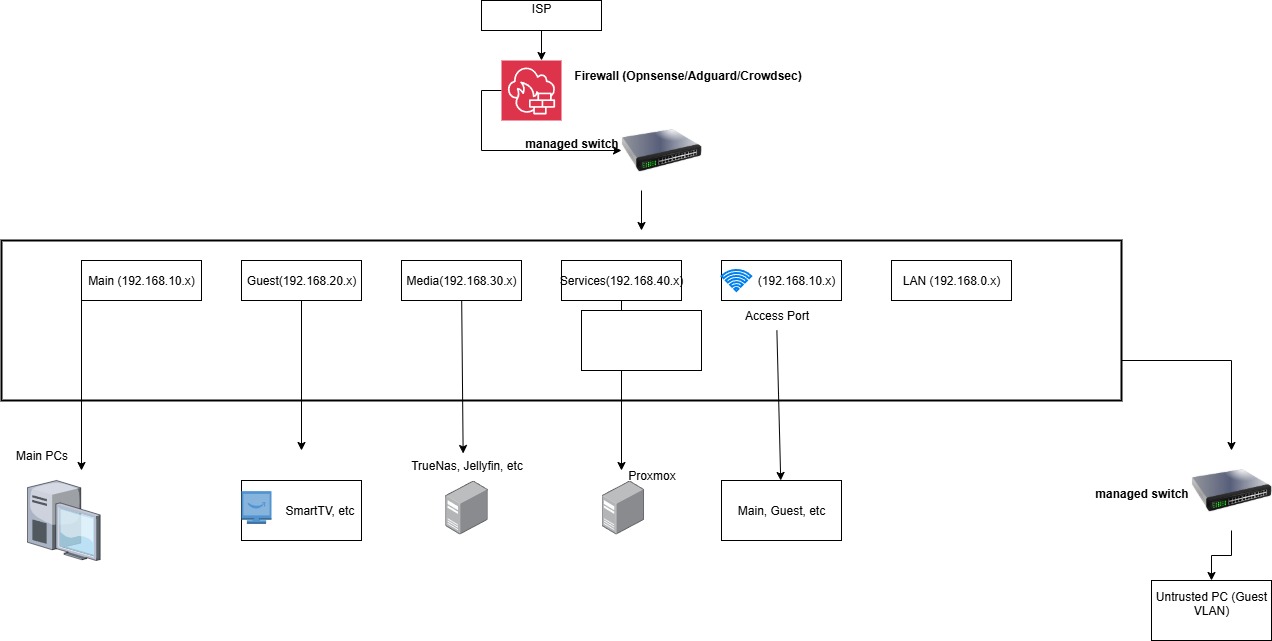 ISP
Firewall (Opnsense/Adguard/Crowdsec)
managed switch
Main (192.168.10.x)
Guest(192.168.20.x)
Media(192.168.30.x)
Services(192.168.40.x)
(192.168.10.x)
LAN (192.168.0.x)
Access Port
Main PCs
TrueNas, Jellyfin, etc
Proxmox
managed switch
SmartTV, etc
Main, Guest, etc
Untrusted PC (Guest
VLAN)